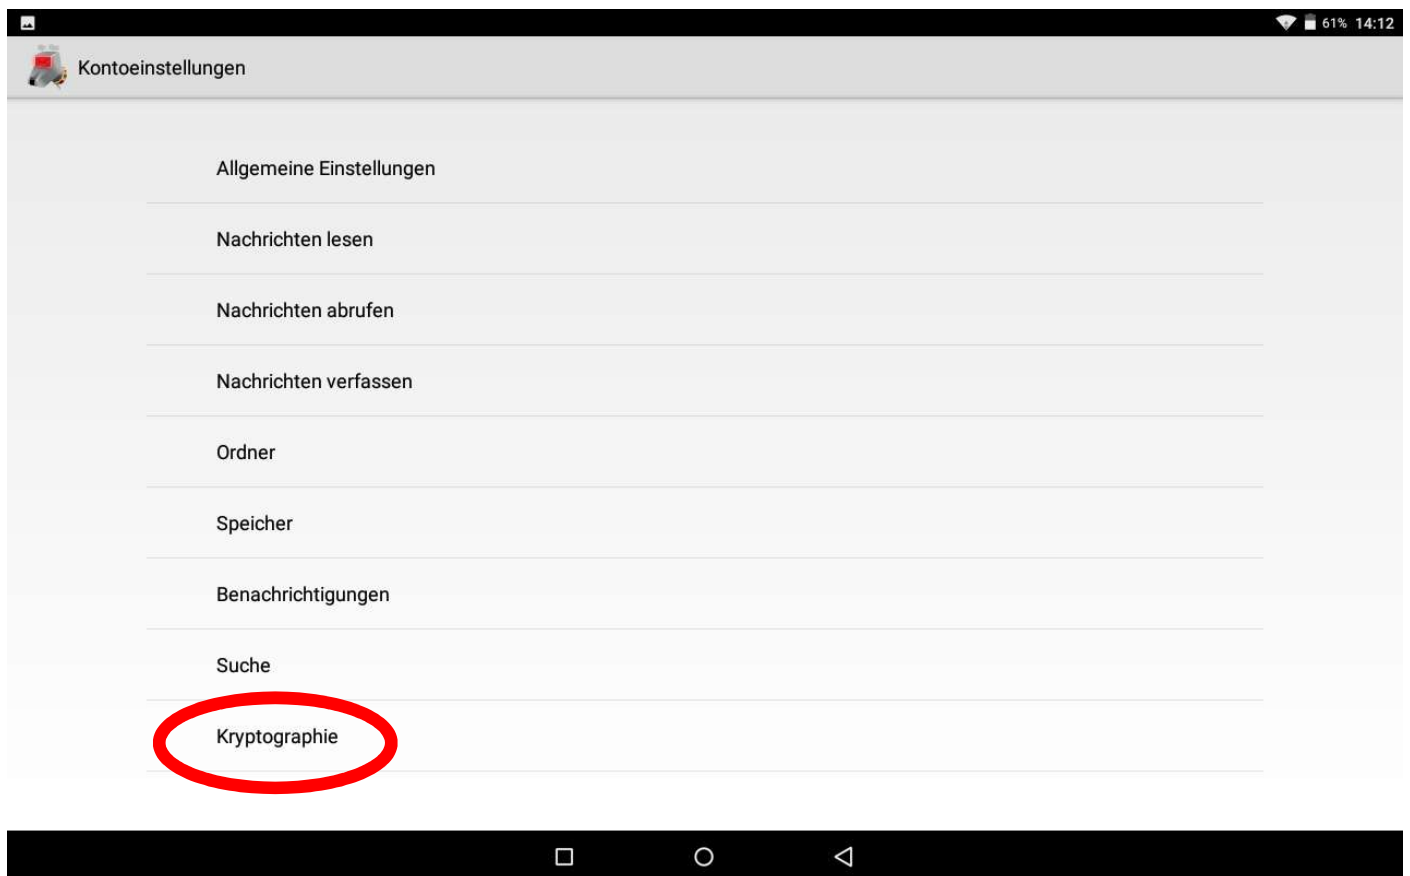 61% 14:12
Kontoeinstellungen
Allgemeine Einstellungen
Nachrichten lesen
Nachrichten abrufen
Nachrichten verfassen
Ordner
Speicher
Benachrichtigungen
Suche
Kryptographie